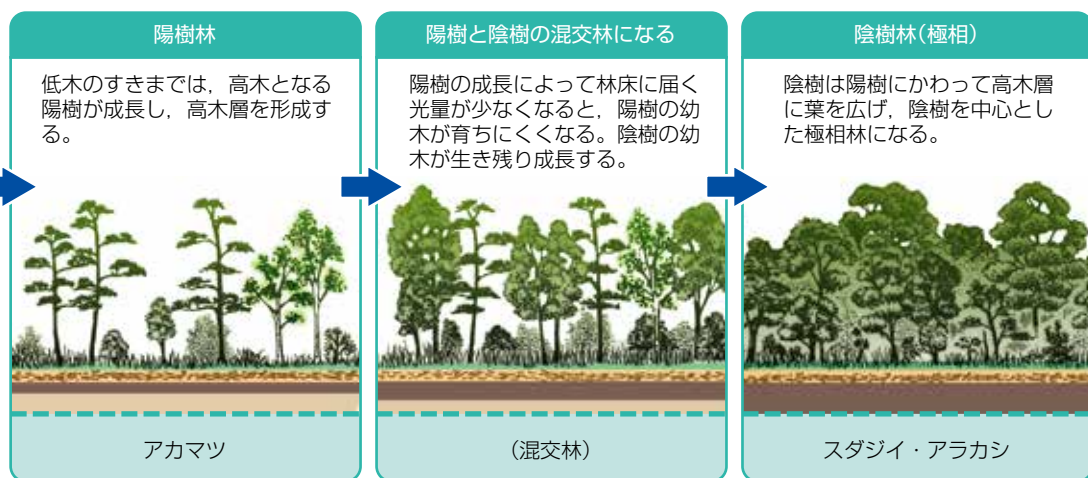 陽樹林
低木のすきまでは，高木となる
陽樹が成長し，高木層を形成す
る。
アカマツ
陽樹と陰樹の混交林になる
陽樹の成長によって林床に届く
光量が少なくなると，陽樹の幼
木が育ちにくくなる。陰樹の幼
木が生き残り成長する。
（混交林）
陰樹林（極相）
陰樹は陽樹にかわって高木層
に葉を広げ，陰樹を中心とし
た極相林になる。
スダジイ・アラカシ